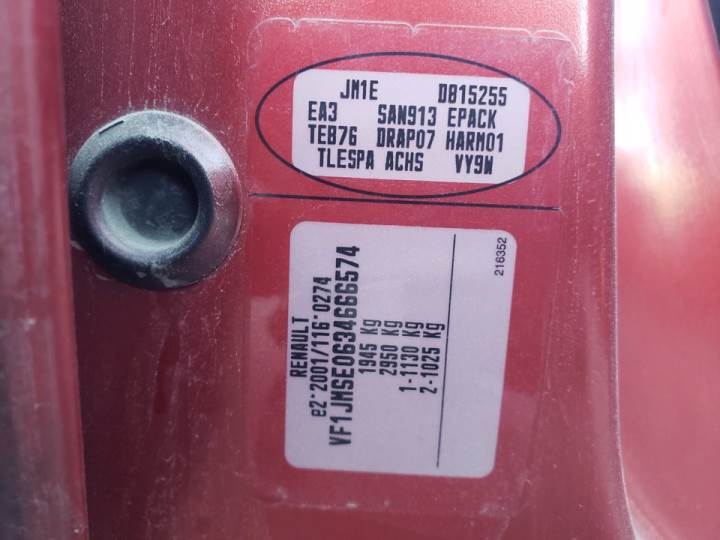 JM1E DB15255
EA3 SAN913 EPACK
TEB76 DRAP07 HARM01
TLESPA ACHS VY9W
RENAULT
e2*2001/116*0274
VF1JMSE0634666574
1945 Kg
2950 Kg
1-1130 Kg
2-1025 Kg
216352